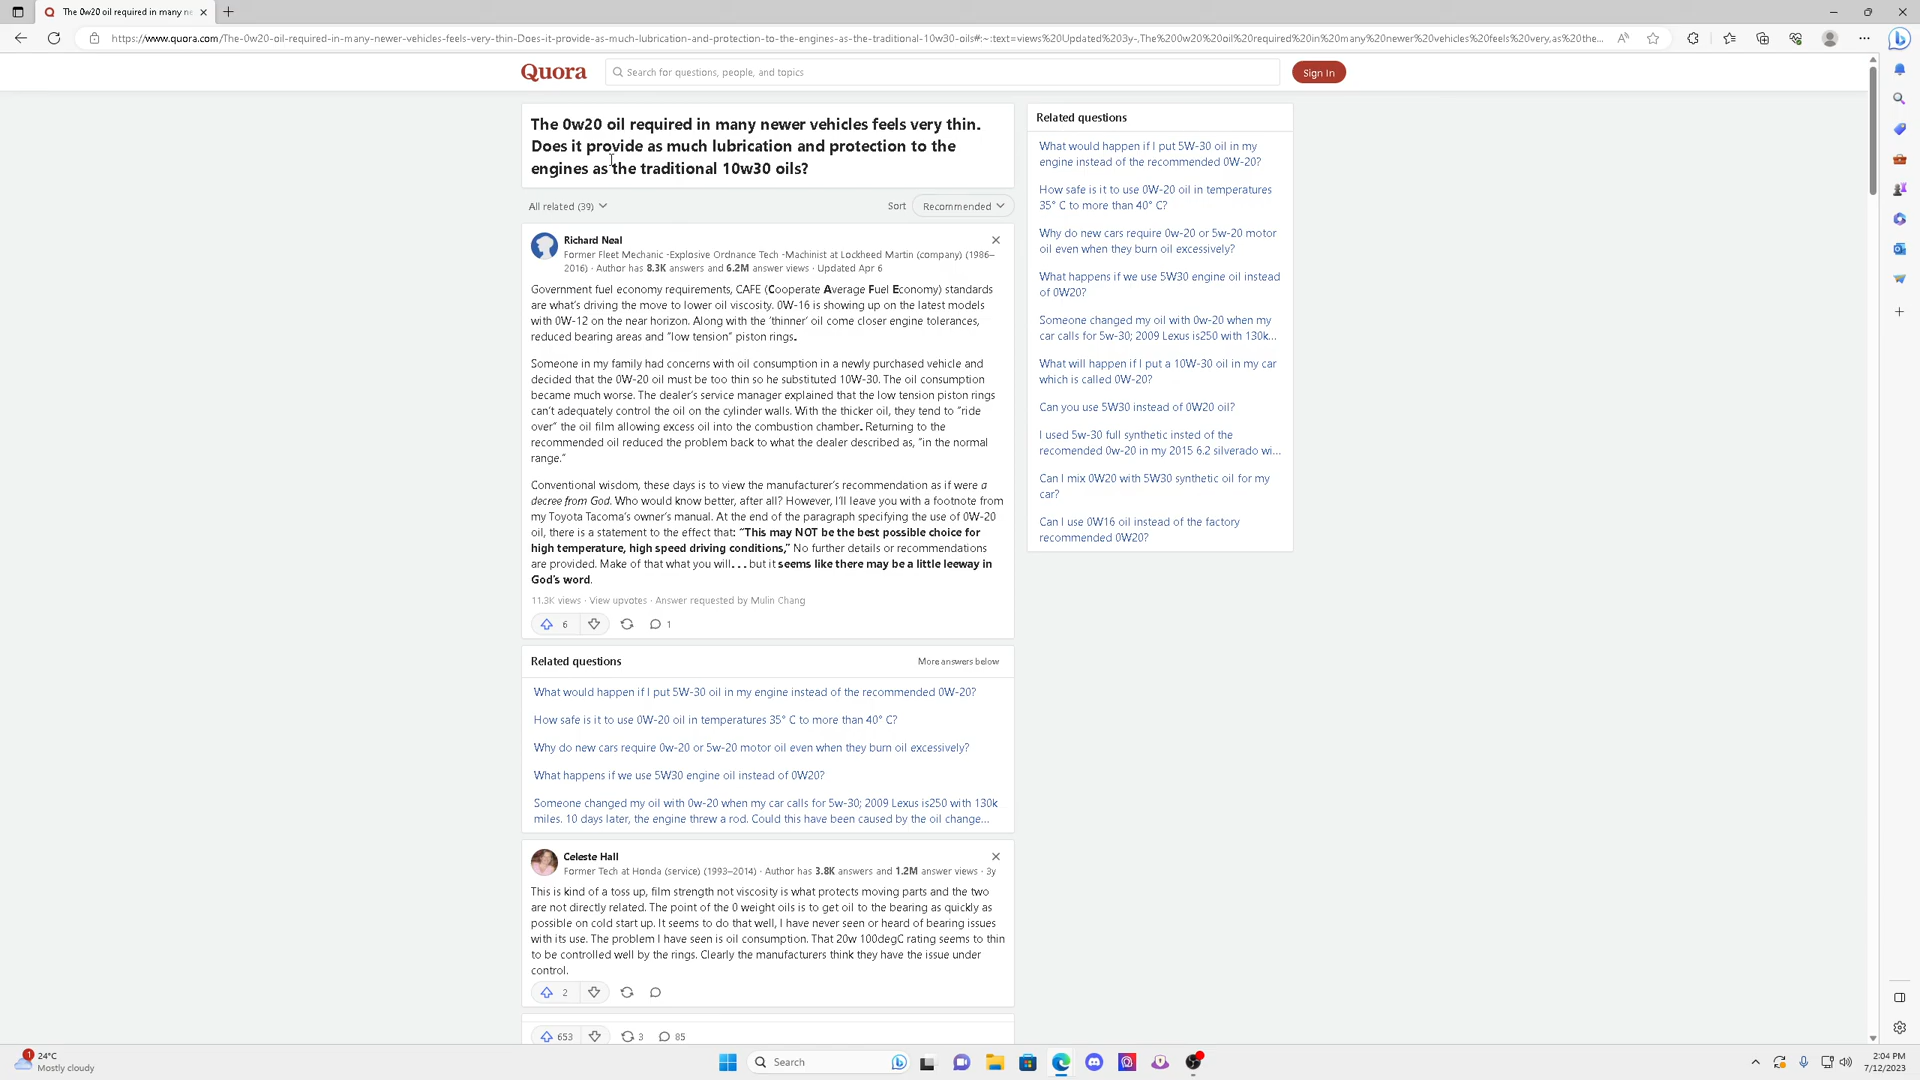 The 0w20 oil required in many ne
https://www.quora.com/The-0w20-oil-required-in-many-newer-vehicles-feels-very-thin-Does-it-provide-as-much-lubrication-and-protection-to-the-engines-as-the-traditional-10w30-oils#:~:text=views%20Updated%203y-,The%200w20%20oil%20required%20in%20many%20newer%20vehicles%20feels%20very,as%20the...
Quora
Search for questions, people, and topics
Sign In
The 0w20 oil required in many newer vehicles feels very thin.
Does it provide as much lubrication and protection to the
engines as the traditional 10w30 oils?
All related (39)
Sort
Recommended
Richard Neal
Former Fleet Mechanic -Explosive Ordnance Tech -Machinist at Lockheed Martin (company) (1986–
2016) · Author has 8.3K answers and 6.2M answer views · Updated Apr 6
Government fuel economy requirements, CAFE (Cooperate Average Fuel Economy) standards
are what's driving the move to lower oil viscosity. 0W-16 is showing up on the latest models
with 0W-12 on the near horizon. Along with the 'thinner' oil come closer engine tolerances,
reduced bearing areas and "low tension" piston rings.
Someone in my family had concerns with oil consumption in a newly purchased vehicle and
decided that the 0W-20 oil must be too thin so he substituted 10W-30. The oil consumption
became much worse. The dealer's service manager explained that the low tension piston rings
can't adequately control the oil on the cylinder walls. With the thicker oil, they tend to "ride
over" the oil film allowing excess oil into the combustion chamber. Returning to the
recommended oil reduced the problem back to what the dealer described as, "in the normal
range."
Conventional wisdom, these days is to view the manufacturer's recommendation as if were a
decree from God. Who would know better, after all? However, I'll leave you with a footnote from
my Toyota Tacoma's owner's manual. At the end of the paragraph specifying the use of 0W-20
oil, there is a statement to the effect that: "This may NOT be the best possible choice for
high temperature, high speed driving conditions," No further details or recommendations
are provided. Make of that what you will. . . but it seems like there may be a little leeway in
God's word.
11.3K views · View upvotes · Answer requested by Mulin Chang
6
1
Related questions
More answers below
What would happen if I put 5W-30 oil in my engine instead of the recommended 0W-20?
How safe is it to use 0W-20 oil in temperatures 35° C to more than 40° C?
Why do new cars require 0w-20 or 5w-20 motor oil even when they burn oil excessively?
What happens if we use 5W30 engine oil instead of 0W20?
Someone changed my oil with 0w-20 when my car calls for 5w-30; 2009 Lexus is250 with 130k
miles. 10 days later, the engine threw a rod. Could this have been caused by the oil change...
Celeste Hall
Former Tech at Honda (service) (1993–2014) · Author has 3.8K answers and 1.2M answer views · 3y
This is kind of a toss up, film strength not viscosity is what protects moving parts and the two
are not directly related. The point of the 0 weight oils is to get oil to the bearing as quickly as
possible on cold start up. It seems to do that well, I have never seen or heard of bearing issues
with its use. The problem I have seen is oil consumption. That 20w 100degC rating seems to thin
to be controlled well by the rings. Clearly the manufacturers think they have the issue under
control.
2
653
3
85
Related questions
What would happen if I put 5W-30 oil in my
engine instead of the recommended 0W-20?
How safe is it to use 0W-20 oil in temperatures
35° C to more than 40° C?
Why do new cars require 0w-20 or 5w-20 motor
oil even when they burn oil excessively?
What happens if we use 5W30 engine oil instead
of 0W20?
Someone changed my oil with 0w-20 when my
car calls for 5w-30; 2009 Lexus is250 with 130k...
What will happen if I put a 10W-30 oil in my car
which is called 0W-20?
Can you use 5W30 instead of 0W20 oil?
I used 5w-30 full synthetic insted of the
recomended 0w-20 in my 2015 6.2 silverado wi...
Can I mix 0W20 with 5W30 synthetic oil for my
car?
Can I use 0W16 oil instead of the factory
recommended 0W20?
1
24°C
Mostly cloudy
Search
2:04 PM
7/12/2023